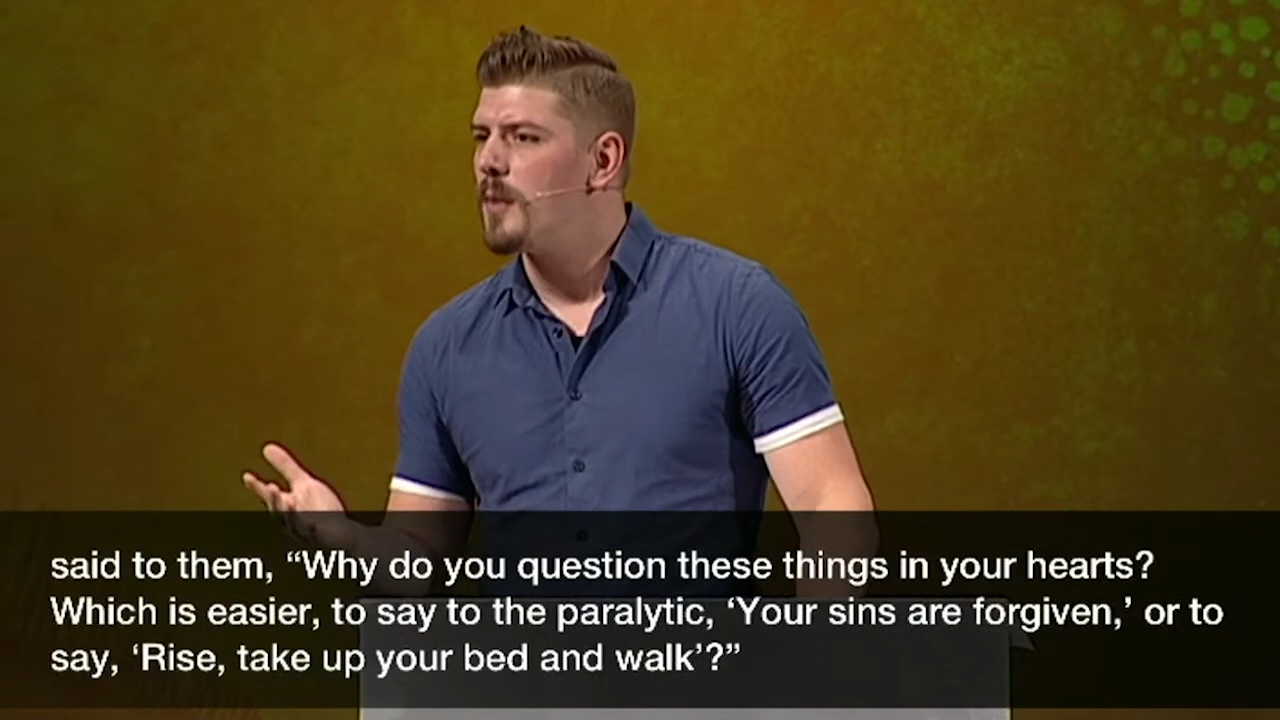 said to them, “Why do you question these things in your hearts?
Which is easier, to say to the paralytic, ‘Your sins are forgiven,’ or to
say, ‘Rise, take up your bed and walk’?”